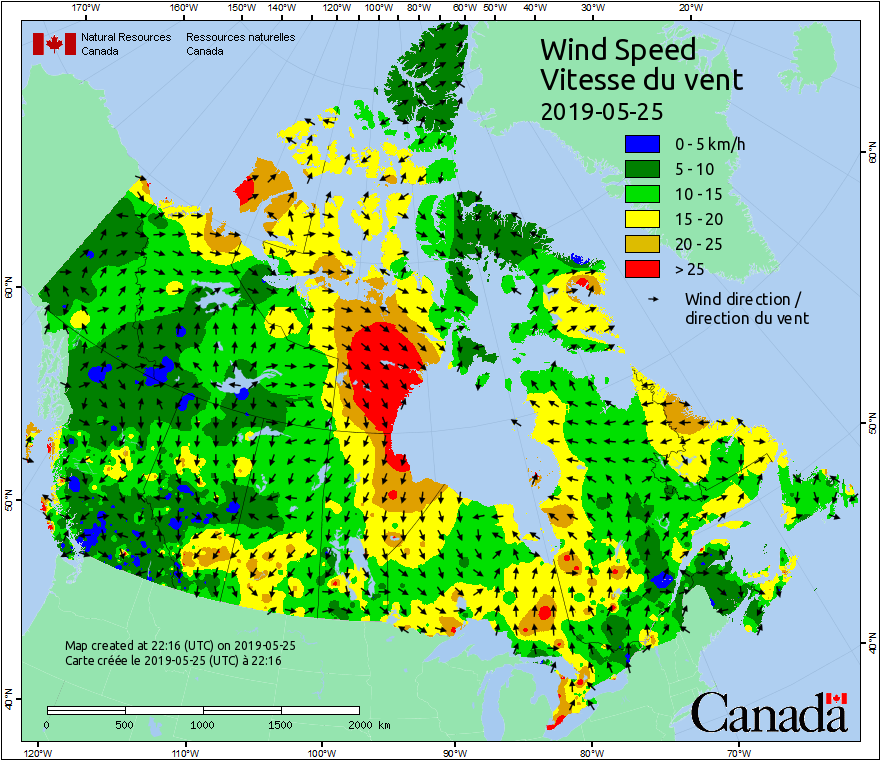 170°W 160°W 150°W 140°W 120°W 100°W 80°W 60°W 50°W 40°W 30°W 20°W
Natural Resources Ressources naturelles
Canada Canada
Wind Speed
Vitesse du vent
2019-05-25
0 - 5 km/h
5 - 10
10 - 15
15 - 20
20 - 25
> 25
Wind direction /
direction du vent
60°N
50°N
40°N
60°N
50°N
40°N
Map created at 22:16 (UTC) on 2019-05-25
Carte créée le 2019-05-25 (UTC) à 22:16
0 500 1000 1500 2000 km
Canada
120°W 110°W 100°W 90°W 80°W 70°W